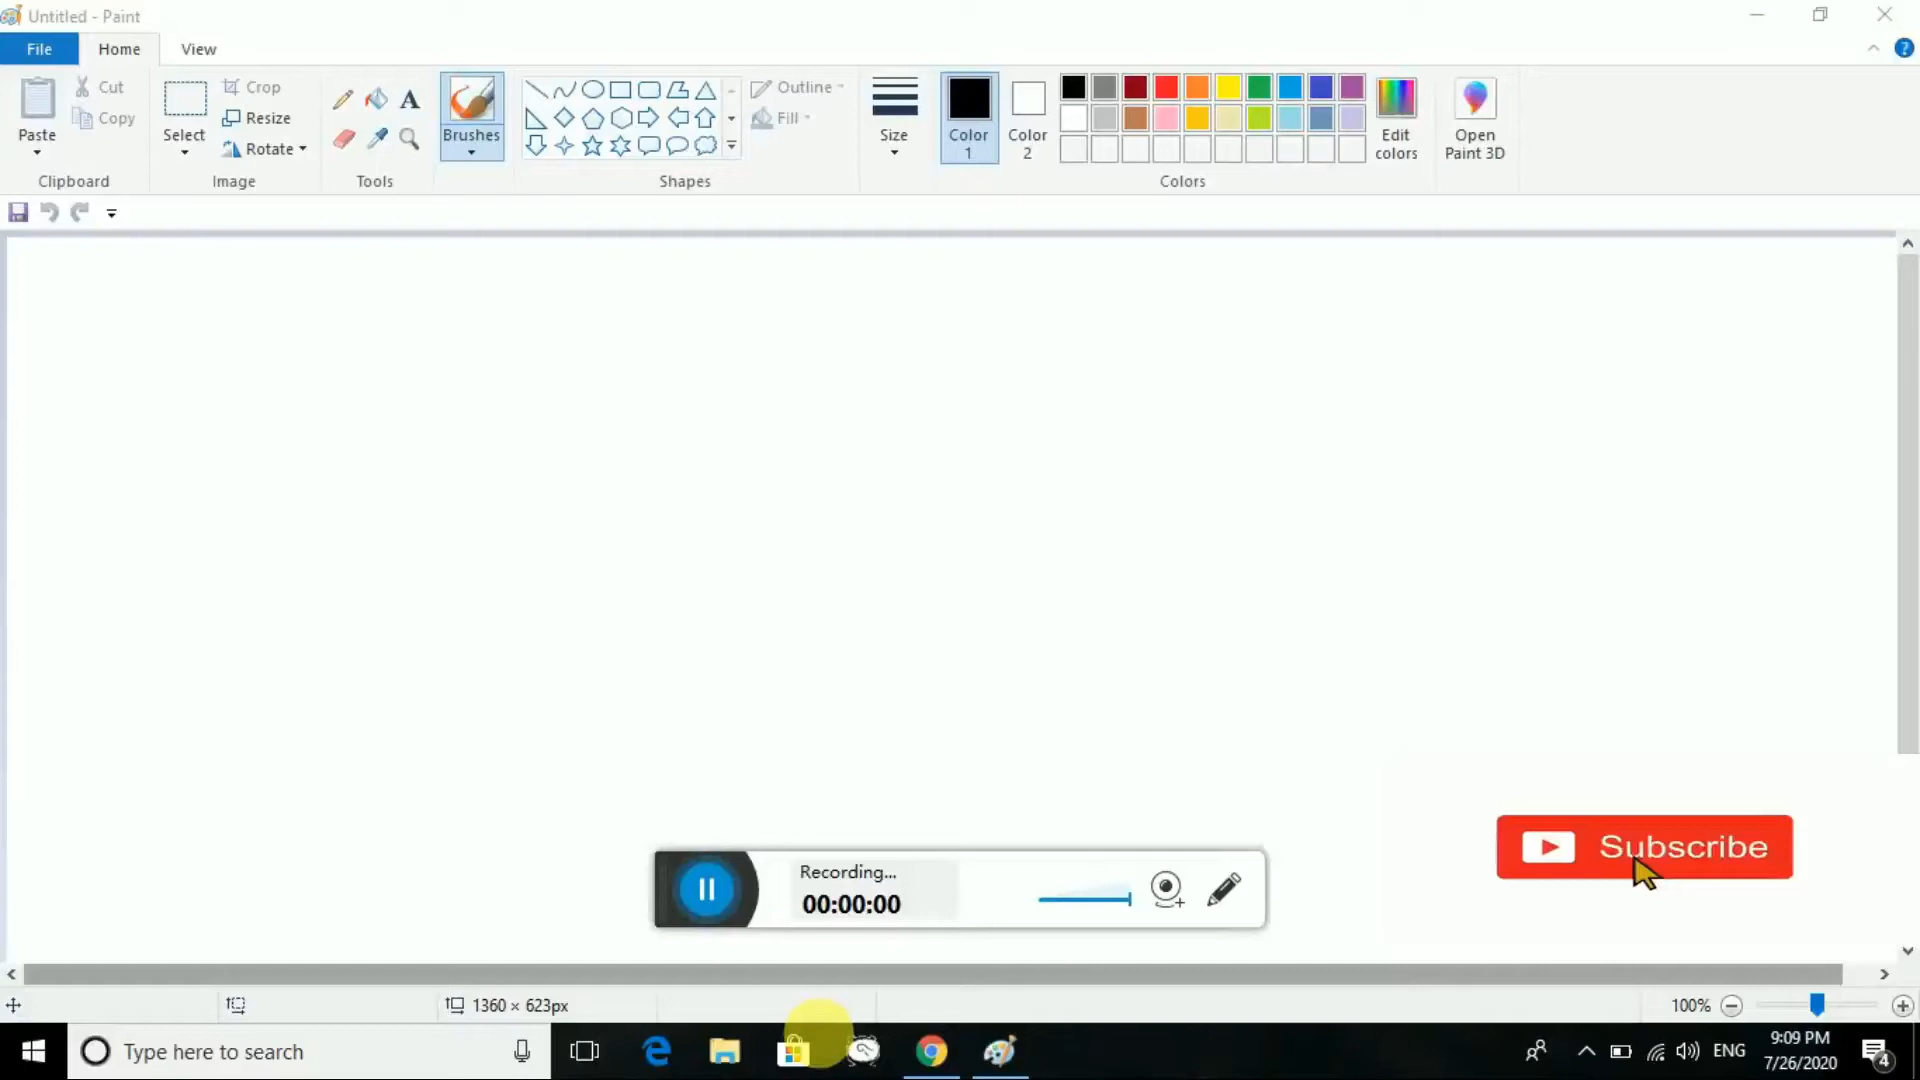 Untitled - Paint
File Home View
Paste
Cut
Copy
Clipboard
Select
Crop
Resize
Rotate
Image
A
Tools
Brushes
Shapes
Outline
Fill
Size
Color
1
Color
2
Colors
Edit
colors
Open
Paint 3D
?
Recording...
00:00:00
Subscribe
1360 × 623px
100%
Type here to search
ENG
9:09 PM
7/26/2020
4